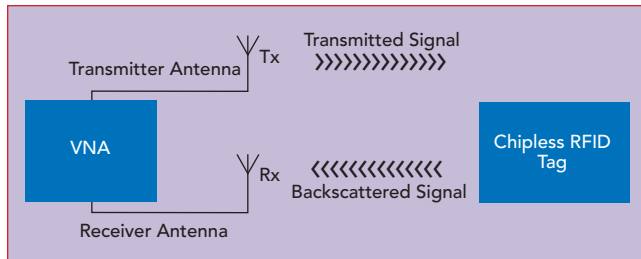 Transmitted Signal
Tx
Transmitter Antenna
VNA
Chipless RFID
Tag
Rx
Backscattered Signal
Receiver Antenna